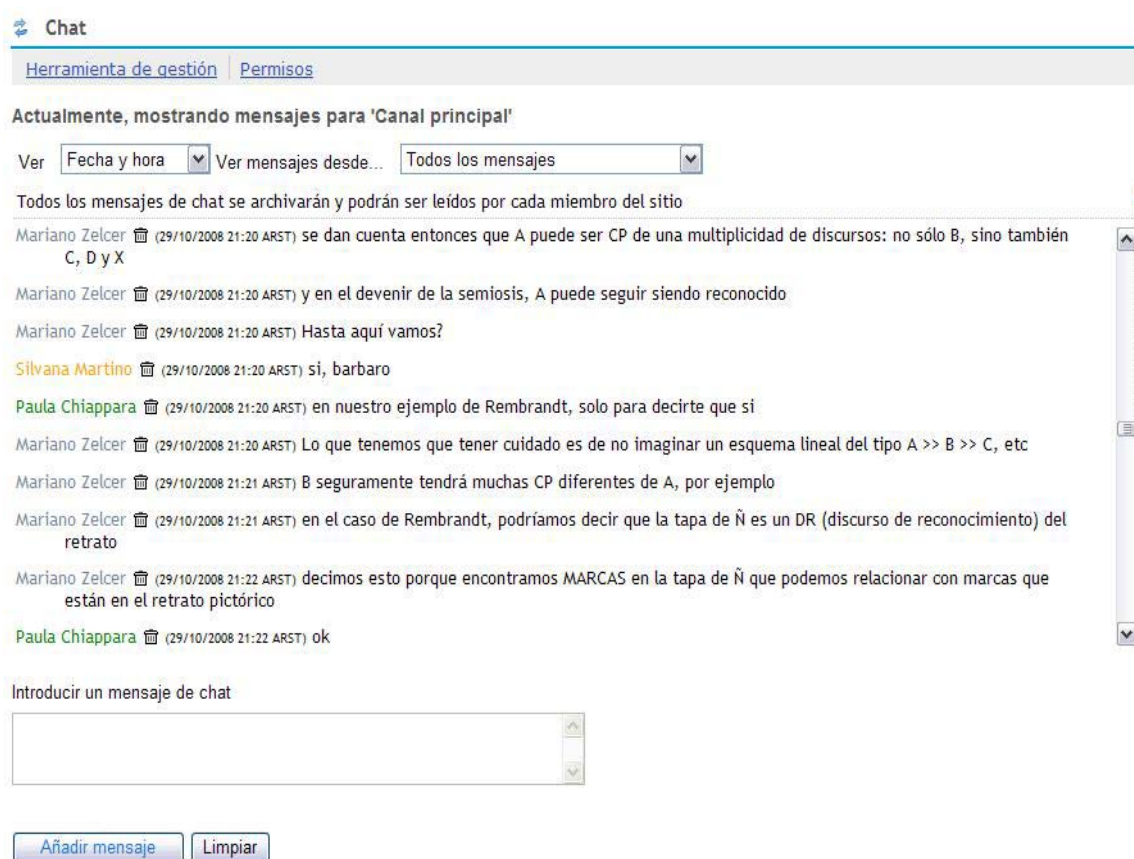 Chat
Herramienta de gestión Permisos
Actualmente, mostrando mensajes para 'Canal principal'
Ver Fecha y hora Ver mensajes desde... Todos los mensajes
Todos los mensajes de chat se archivarán y podrán ser leídos por cada miembro del sitio
Mariano Zelcer (29/10/2008 21:20 ARST) se dan cuenta entonces que A puede ser CP de una multiplicidad de discursos: no sólo B, sino también
C, D y X
Mariano Zelcer (29/10/2008 21:20 ARST) y en el devenir de la semiosis, A puede seguir siendo reconocido
Mariano Zelcer (29/10/2008 21:20 ARST) Hasta aquí vamos?
Silvana Martino (29/10/2008 21:20 ARST) si, barbaro
Paula Chiappara (29/10/2008 21:20 ARST) en nuestro ejemplo de Rembrandt, solo para decirte que si
Mariano Zelcer (29/10/2008 21:20 ARST) Lo que tenemos que tener cuidado es de no imaginar un esquema lineal del tipo A >> B >> C, etc
Mariano Zelcer (29/10/2008 21:21 ARST) B seguramente tendrá muchas CP diferentes de A, por ejemplo
Mariano Zelcer (29/10/2008 21:21 ARST) en el caso de Rembrandt, podríamos decir que la tapa de Ñ es un DR (discurso de reconocimiento) del
retrato
Mariano Zelcer (29/10/2008 21:22 ARST) decimos esto porque encontramos MARCAS en la tapa de Ñ que podemos relacionar con marcas que
están en el retrato pictórico
Paula Chiappara (29/10/2008 21:22 ARST) ok
Introducir un mensaje de chat
Añadir mensaje Limpiar